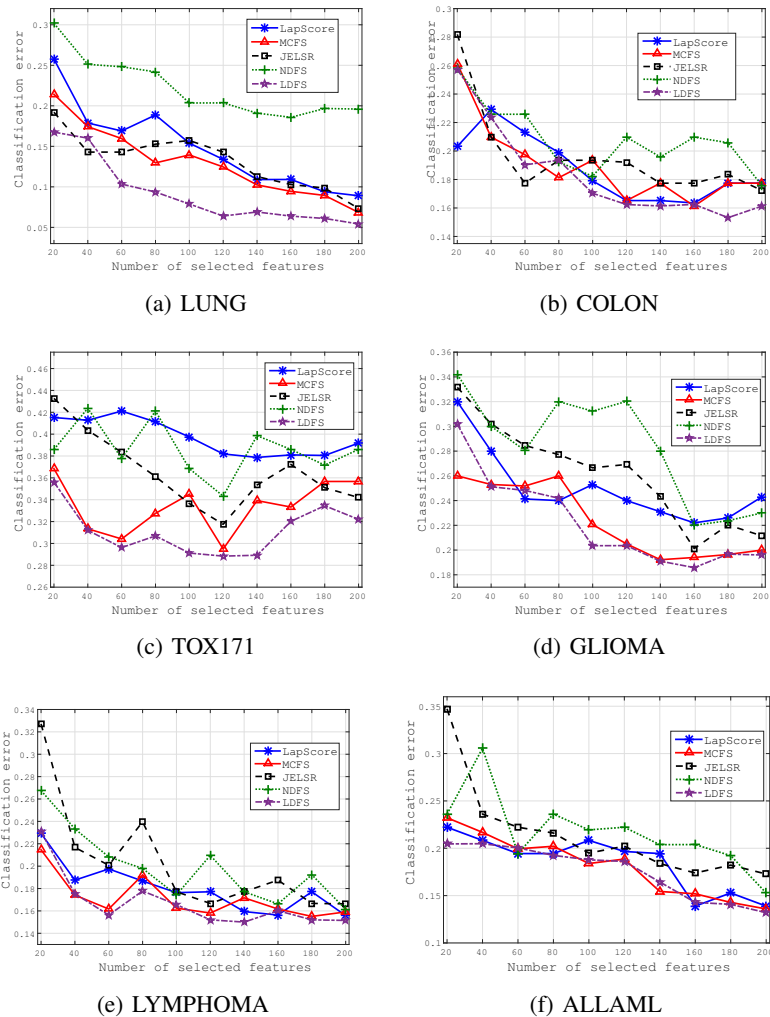 0.3
0.25
0.2
0.15
0.1
0.05
Classification error
20 40 60 80 100 120 140 160 180 200
Number of selected features
LapScore
MCFS
JELSR
NDFS
LDFS
(a) LUNG
0.3
0.28
0.26
0.24
0.22
0.2
0.18
0.16
0.14
Classification error
20 40 60 80 100 120 140 160 180 200
Number of selected features
LapScore
MCFS
JELSR
NDFS
LDFS
(b) COLON
0.46
0.44
0.42
0.4
0.38
0.36
0.34
0.32
0.3
0.28
0.26
Classification error
20 40 60 80 100 120 140 160 180 200
Number of selected features
LapScore
MCFS
JELSR
NDFS
LDFS
(c) TOX171
0.36
0.32
0.3
0.28
0.26
0.24
0.22
0.2
0.18
Classification error
20 40 60 80 100 120 140 160 180 200
Number of selected features
LapScore
MCFS
JELSR
NDFS
LDFS
(d) GLIOMA
0.34
0.32
0.3
0.28
0.26
0.24
0.22
0.2
0.18
0.16
0.14
Classification error
20 40 60 80 100 120 140 160 180 200
Number of selected features
LapScore
MCFS
JELSR
NDFS
LDFS
(e) LYMPHOMA
0.35
0.3
0.25
0.2
0.15
0.1
Classification error
20 40 60 80 100 120 140 160 180 200
Number of selected features
LapScore
MCFS
JELSR
NDFS
LDFS
(f) ALLAML